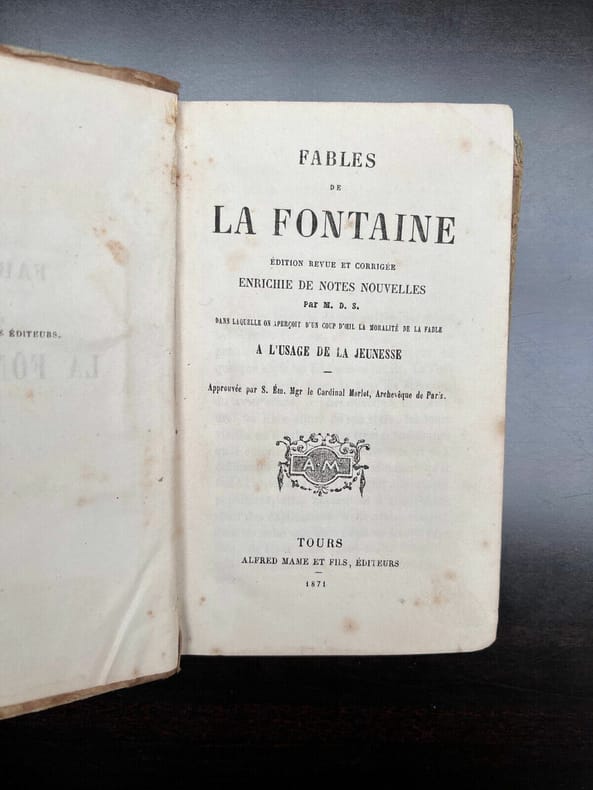 S ÉDITEURS.
FABLES
DE
LA FONTAINE
ÉDITION REVUE ET CORRIGÉE
ENRICHIE DE NOTES NOUVELLES
Par M. D. S.
DANS LAQUELLE ON APERÇOIT D'UN COUP D'ŒIL LA MORALITÉ DE LA FABLE
A L'USAGE DE LA JEUNESSE
Approuvée par S. Ém. Mgr le Cardinal Morlot, Archevêque de Paris.
A·M
TOURS
ALFRED MAME ET FILS, ÉDITEURS
1871